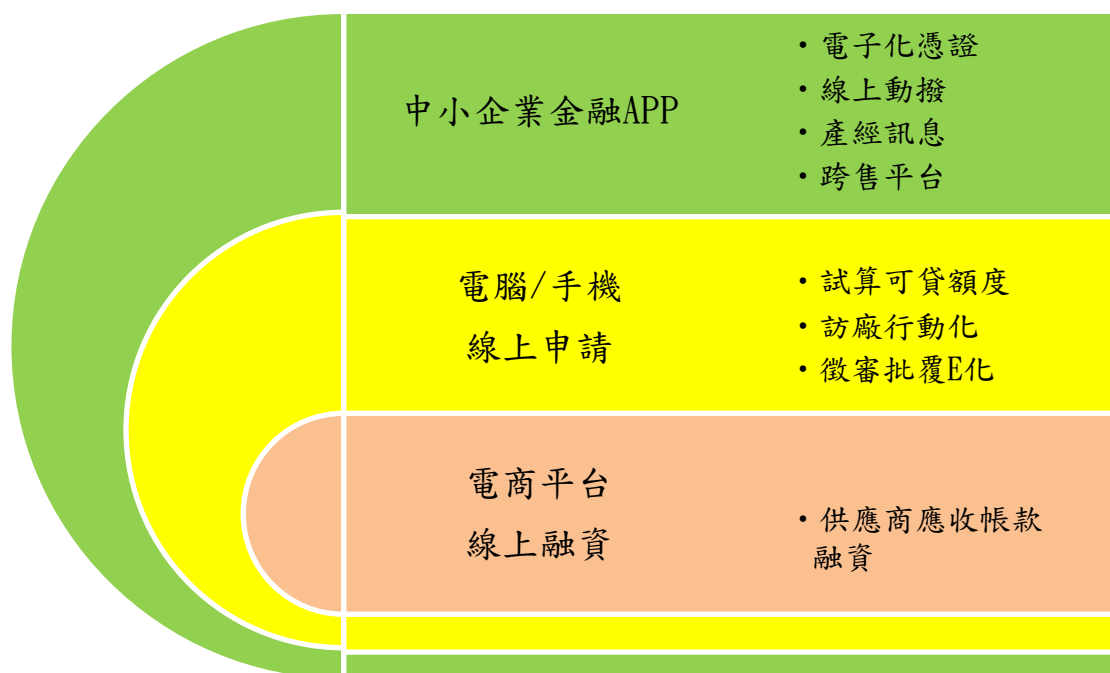 中小企業金融APP
•電子化憑證
•線上動撥
•產經訊息
•跨售平台
電腦/手機
線上申請
•試算可貸額度
•訪廠行動化
•徵審批覆E化
電商平台
線上融資
•供應商應收帳款
融資